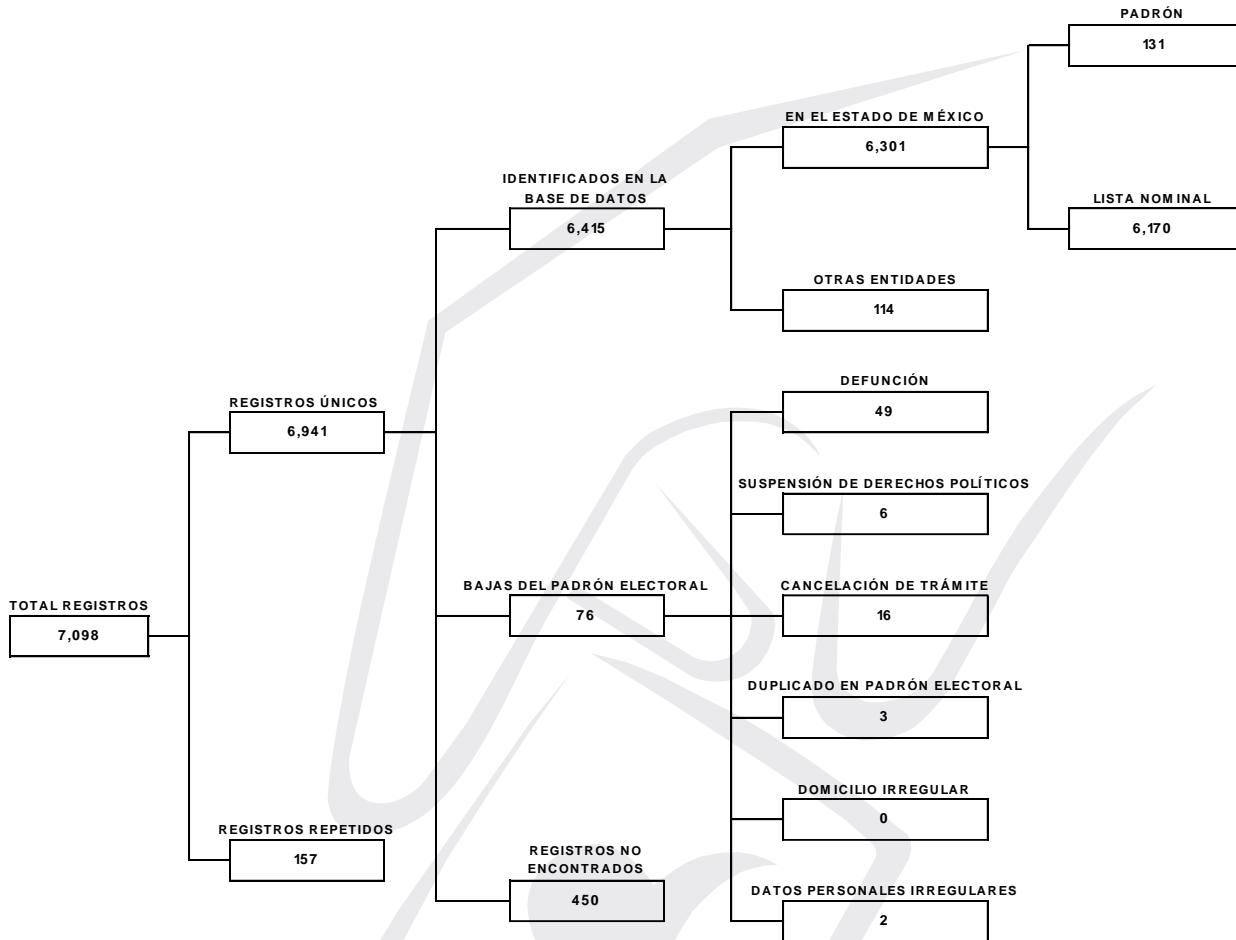 PADRÓN
131
EN EL ESTADO DE MÉXICO
6,301
IDENTIFICADOS EN LA
BASE DE DATOS
6,415
LISTA NOMINAL
6,170
OTRAS ENTIDADES
114
DEFUNCIÓN
49
REGISTROS ÚNICOS
6,941
SUSPENSIÓN DE DERECHOS POLÍTICOS
6
BAJAS DEL PADRÓN ELECTORAL
76
CANCELACIÓN DE TRÁMITE
16
TOTAL REGISTROS
7,098
DUPLICADO EN PADRÓN ELECTORAL
3
DOMICILIO IRREGULAR
0
REGISTROS REPETIDOS
157
REGISTROS NO
ENCONTRADOS
450
DATOS PERSONALES IRREGULARES
2